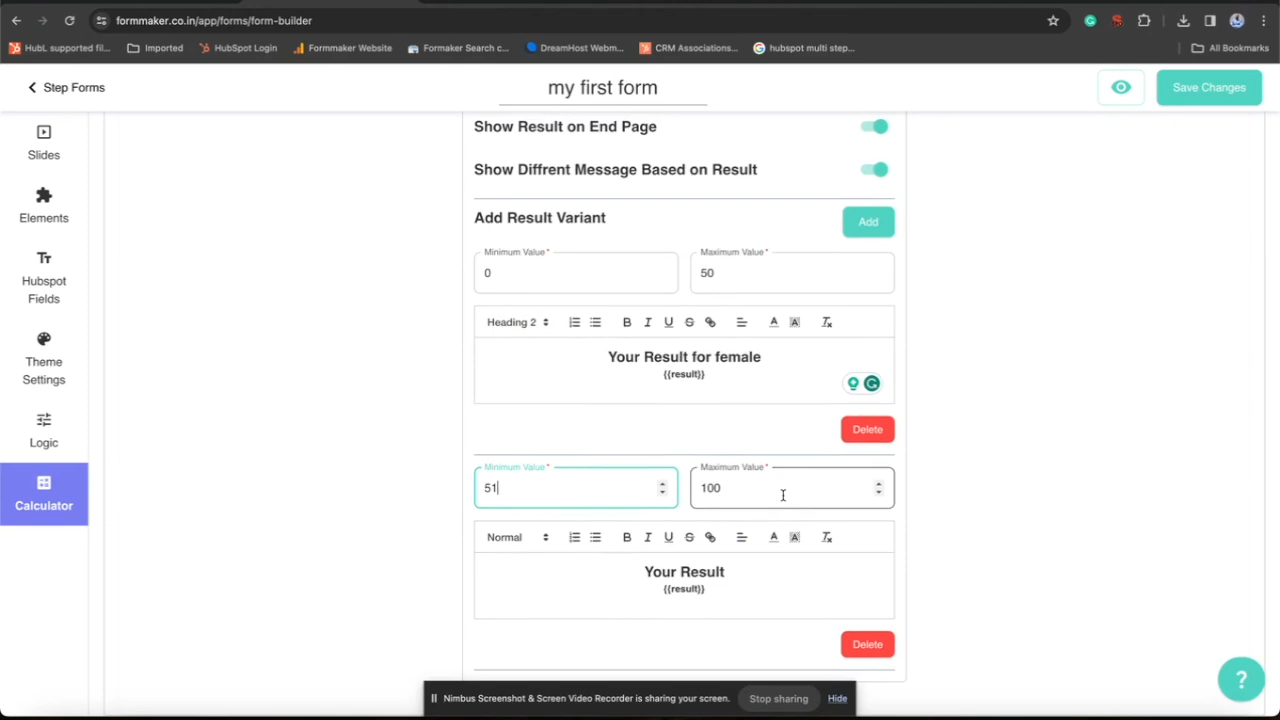 formmaker.co.in/app/forms/form-builder
HubL supported fil...
Imported
HubSpot Login
Formmaker Website
Formaker Search c...
DreamHost Webm...
CRM Associations...
hubspot multi step...
All Bookmarks
Step Forms
my first form
Save Changes
Slides
Elements
Hubspot
Fields
Theme
Settings
Logic
Calculator
Show Result on End Page
Show Diffrent Message Based on Result
Add Result Variant
Add
Minimum Value*
Maximum Value*
0
50
Heading 2
Your Result for female
{{result}}
Delete
Minimum Value*
Maximum Value*
51
100
Normal
Your Result
{{result}}
Delete
Nimbus Screenshot & Screen Video Recorder is sharing your screen.
Stop sharing
Hide
?